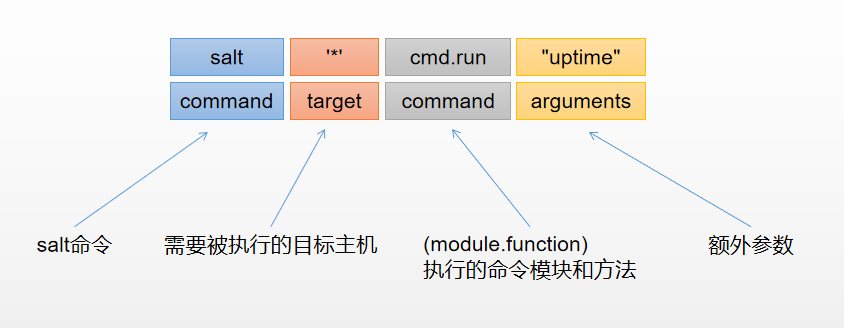 salt '*' cmd.run "uptime"
command target command arguments
salt命令 需要被执行的目标主机 (module.function) 额外参数
执行的命令模块和方法